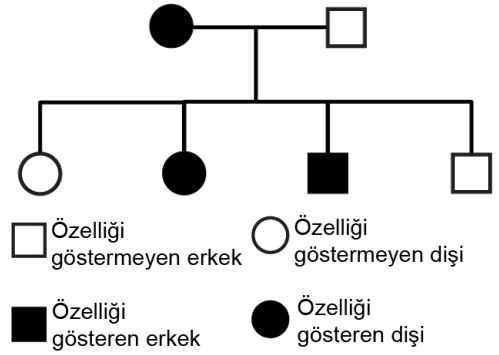 Özelliği
göstermeyen erkek
Özelliği
göstermeyen dişi
Özelliği
gösteren erkek
Özelliği
gösteren dişi